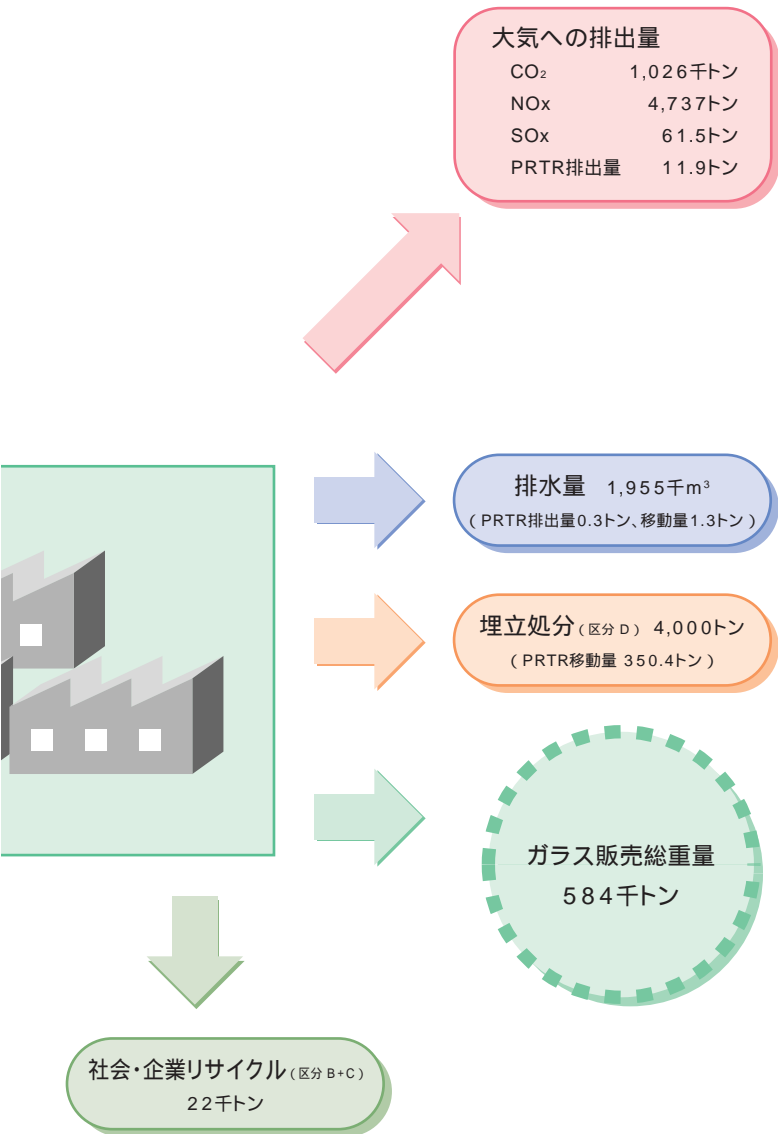 大気への排出量
CO₂ 1,026千トン
NOx 4,737トン
SOx 61.5トン
PRTR排出量 11.9トン
排水量 1,955千m³
(PRTR排出量0.3トン、移動量1.3トン)
埋立処分(区分D) 4,000トン
(PRTR移動量 350.4トン)
ガラス販売総重量
584千トン
社会・企業リサイクル(区分B+C)
22千トン